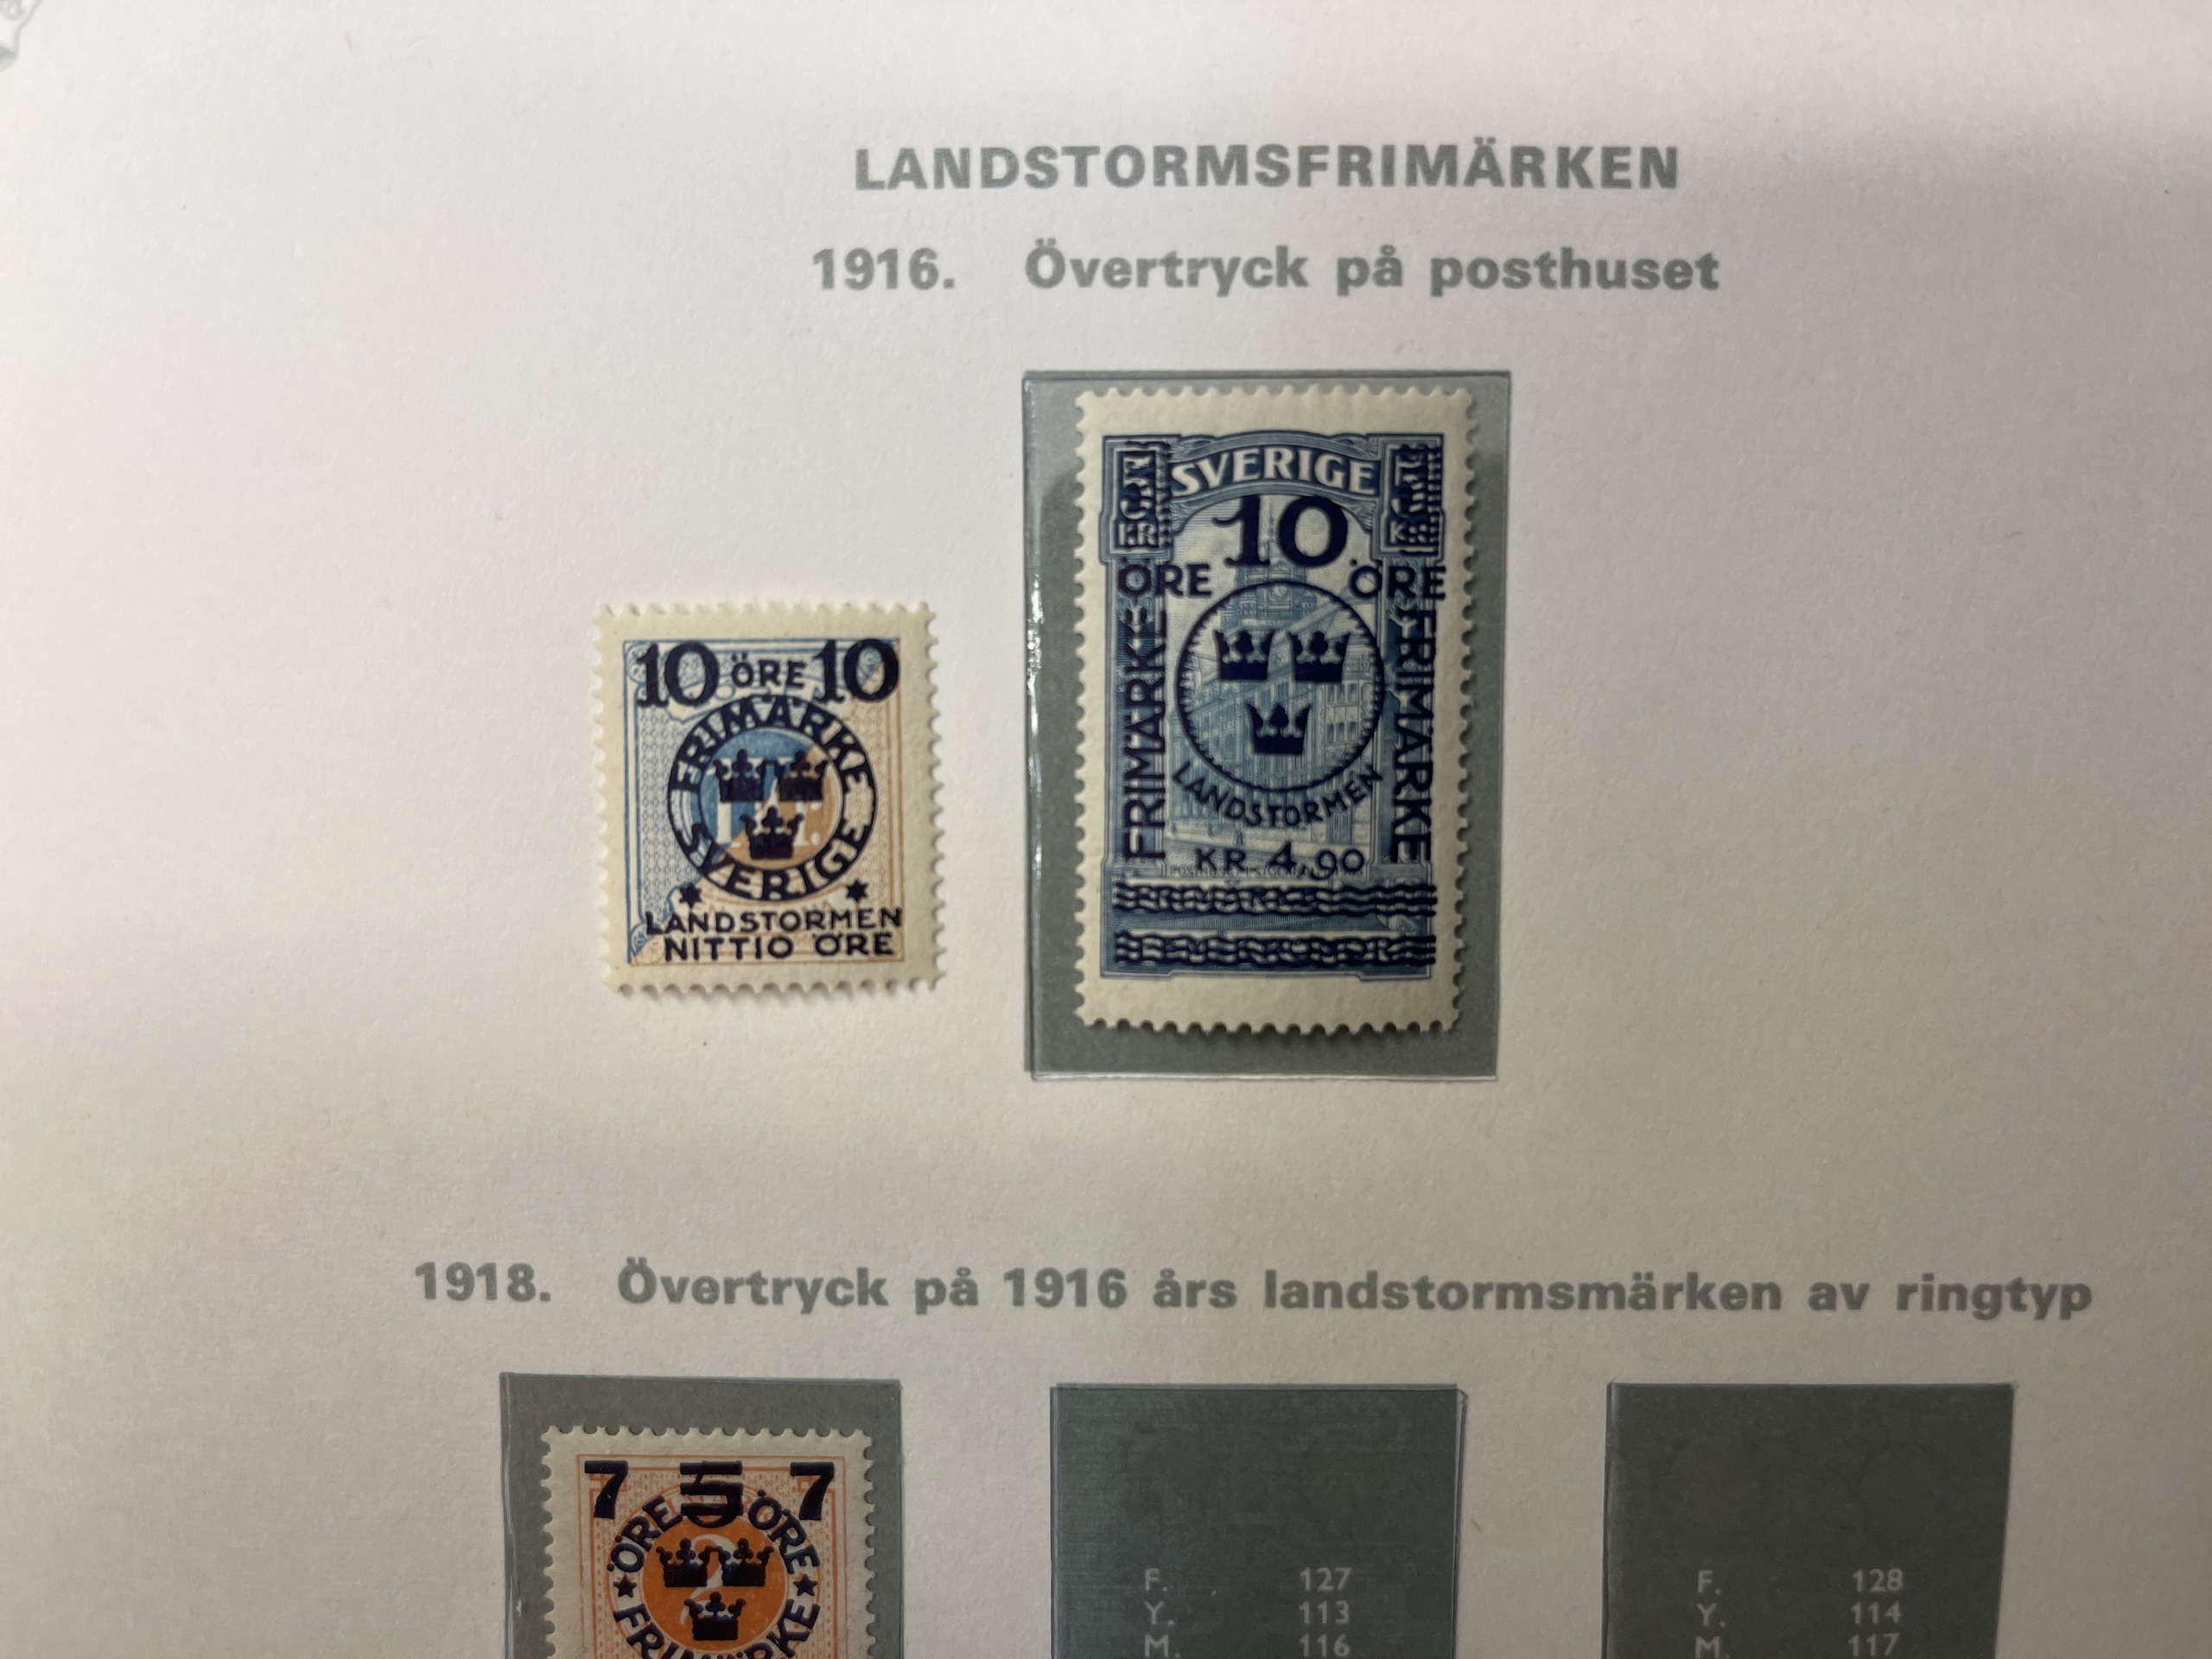 LANDSTORMSFRIMÄRKEN
1916. Övertryck på posthuset
10 ÖRE 10
FRIMÄRKE
SVERIGE
LANDSTORMEN
NITTIO ÖRE
SVERIGE
10
ÖRE ÖRE
FRIMÄRKE
FRIMÄRKE
LANDSTORMEN
KR. 4,90
1918. Övertryck på 1916 års landstormsmärken av ringtyp
7 5 7
ÖRE ÖRE
2
FRIMÄRKE
F. 127
Y. 113
M. 116
F. 128
Y. 114
M. 117